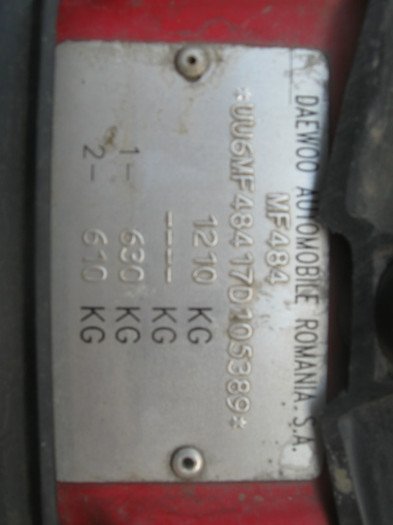 DAEWOO AUTOMOBILE ROMANIA.S.A.
MF484
*UU6MF48417D105389*
1210 KG
---- KG
1- 630 KG
2- 610 KG